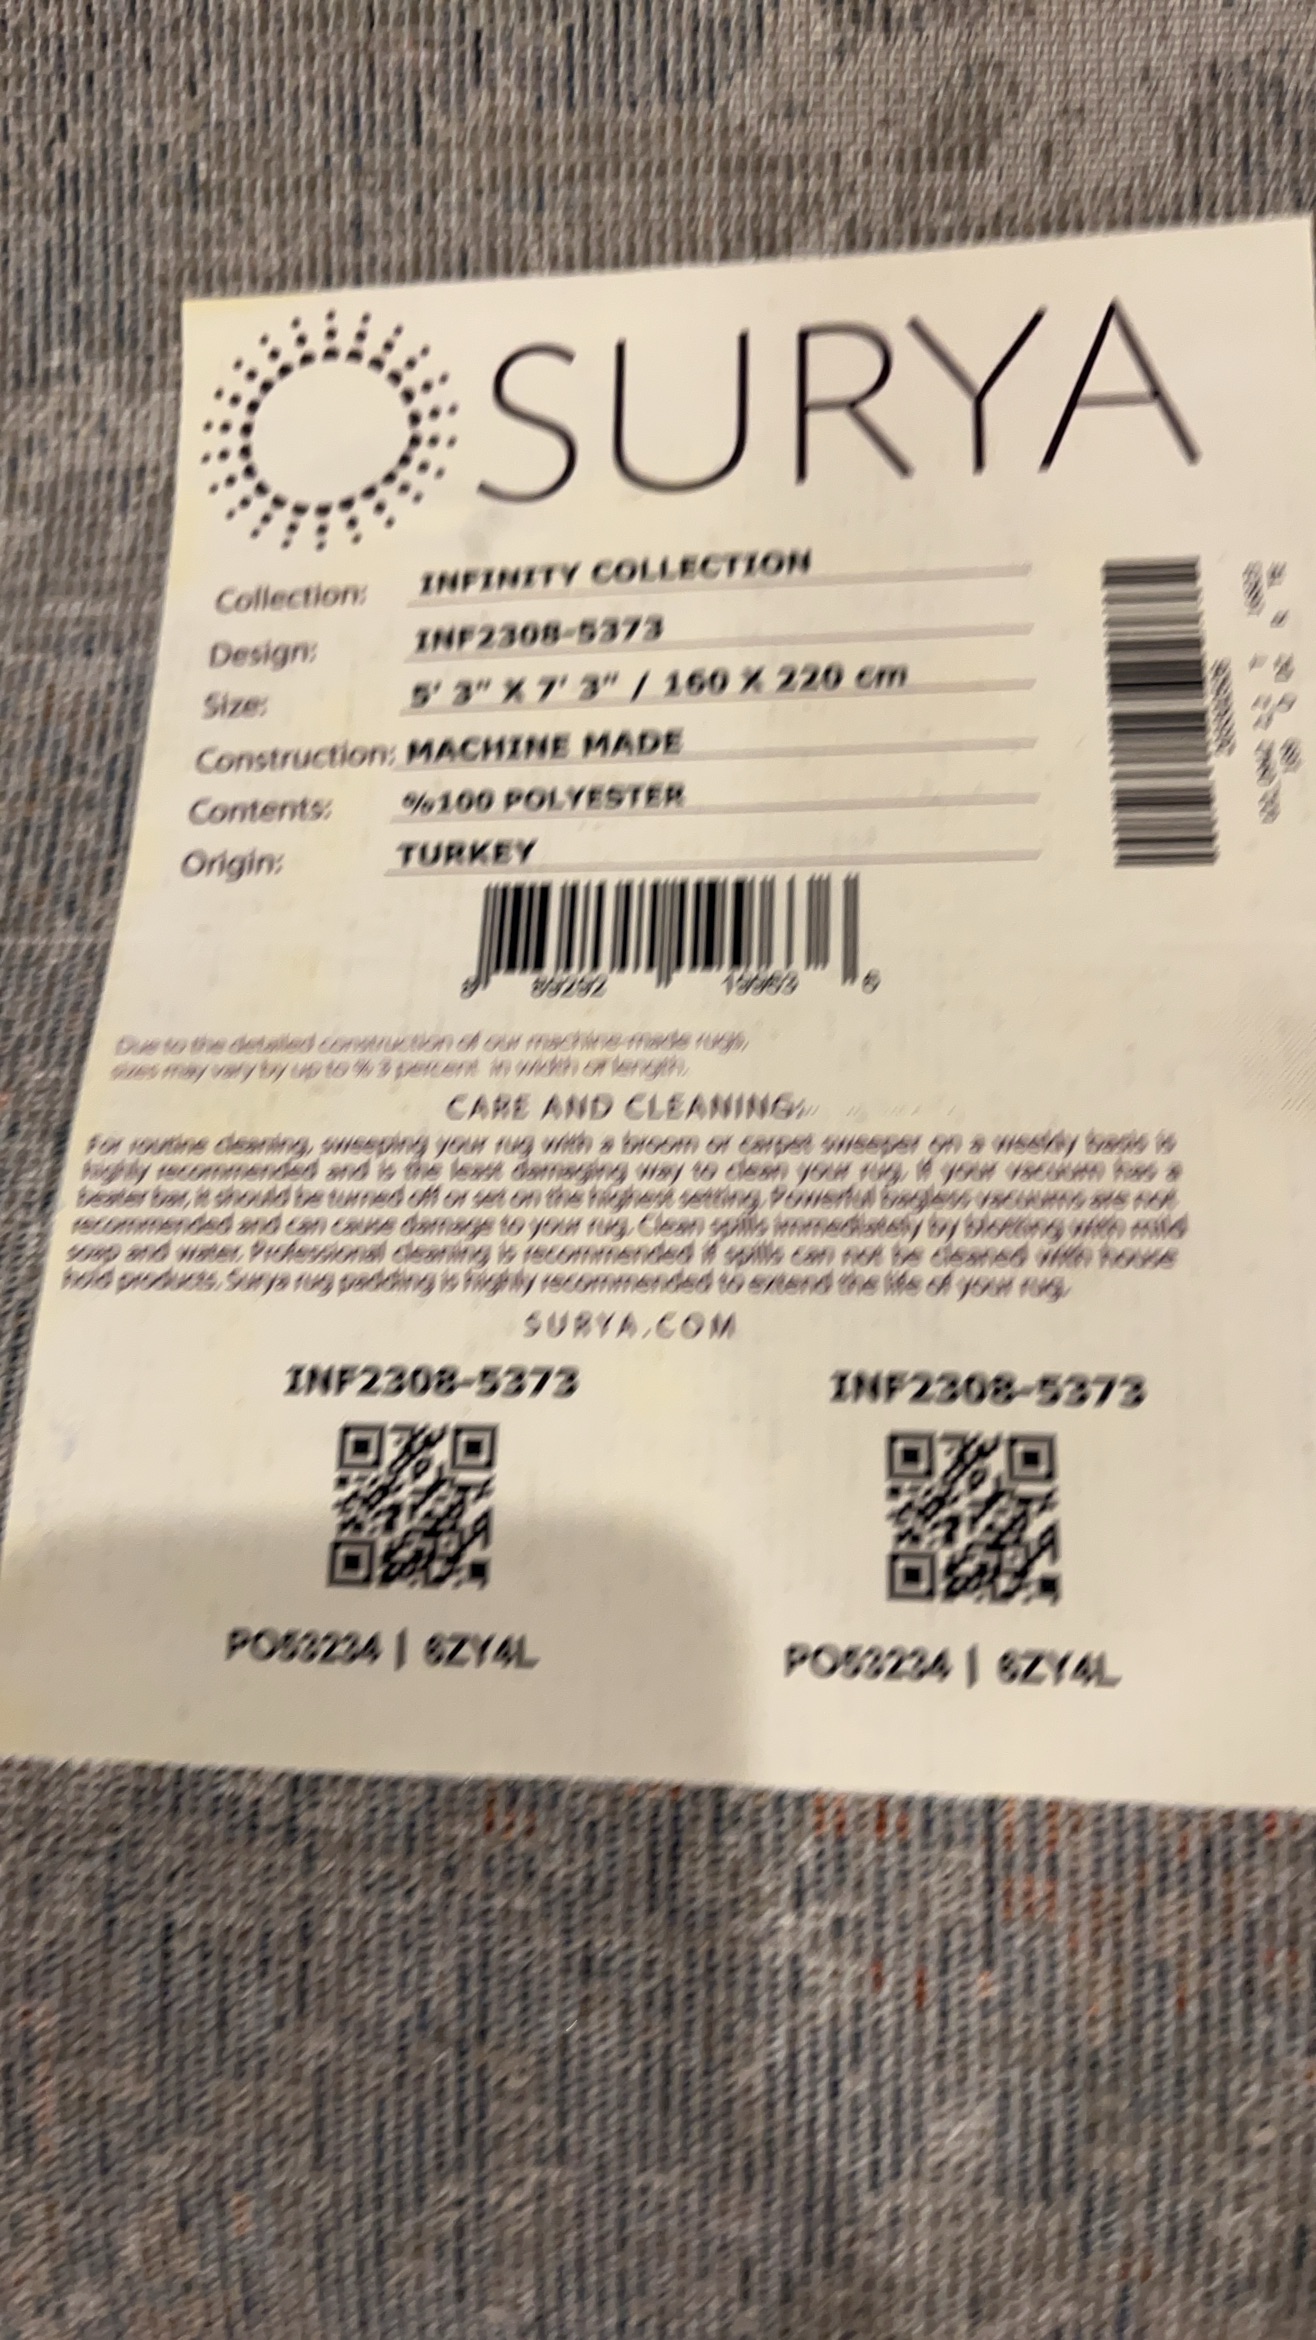 SURYA
Collection: INFINITY COLLECTION
Design: INF2308-5373
Size: 5' 3" X 7' 3" / 160 X 220 cm
Construction: MACHINE MADE
Contents: %100 POLYESTER
Origin: TURKEY
Due to the detailed construction of our machine-made rugs,
sizes may vary by up to % 3 percent in width or length.
CARE AND CLEANING:
For routine cleaning, sweeping your rug with a broom or carpet sweeper on a weekly basis is
highly recommended and is the least damaging way to clean your rug. If your vacuum has a
beater bar, it should be turned off or set on the highest setting. Powerful bagless vacuums are not
recommended and can cause damage to your rug. Clean spills immediately by blotting with mild
soap and water. Professional cleaning is recommended if spills can not be cleaned with house
hold products. Surya rug padding is highly recommended to extend the life of your rug.
SURYA.COM
INF2308-5373 INF2308-5373
PO53234 | 6ZY4L PO53234 | 6ZY4L